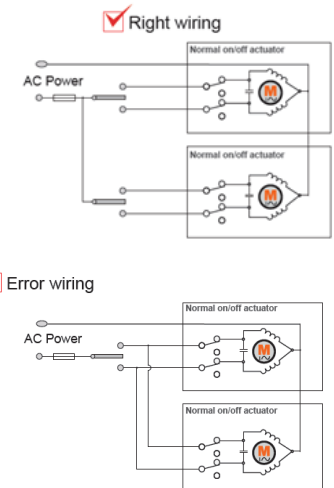 Right wiring
Normal on/off actuator
AC Power
M
Normal on/off actuator
M
Error wiring
Normal on/off actuator
AC Power
M
Normal on/off actuator
M